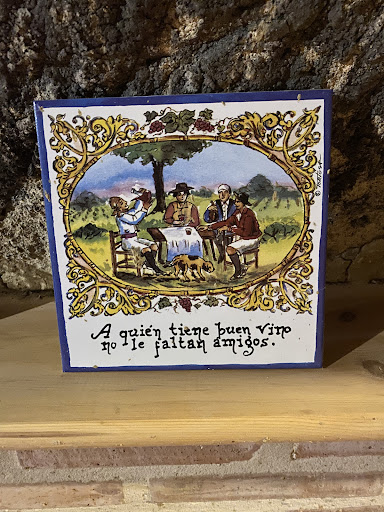 A quién tiene buen vino
no le faltan amigos.